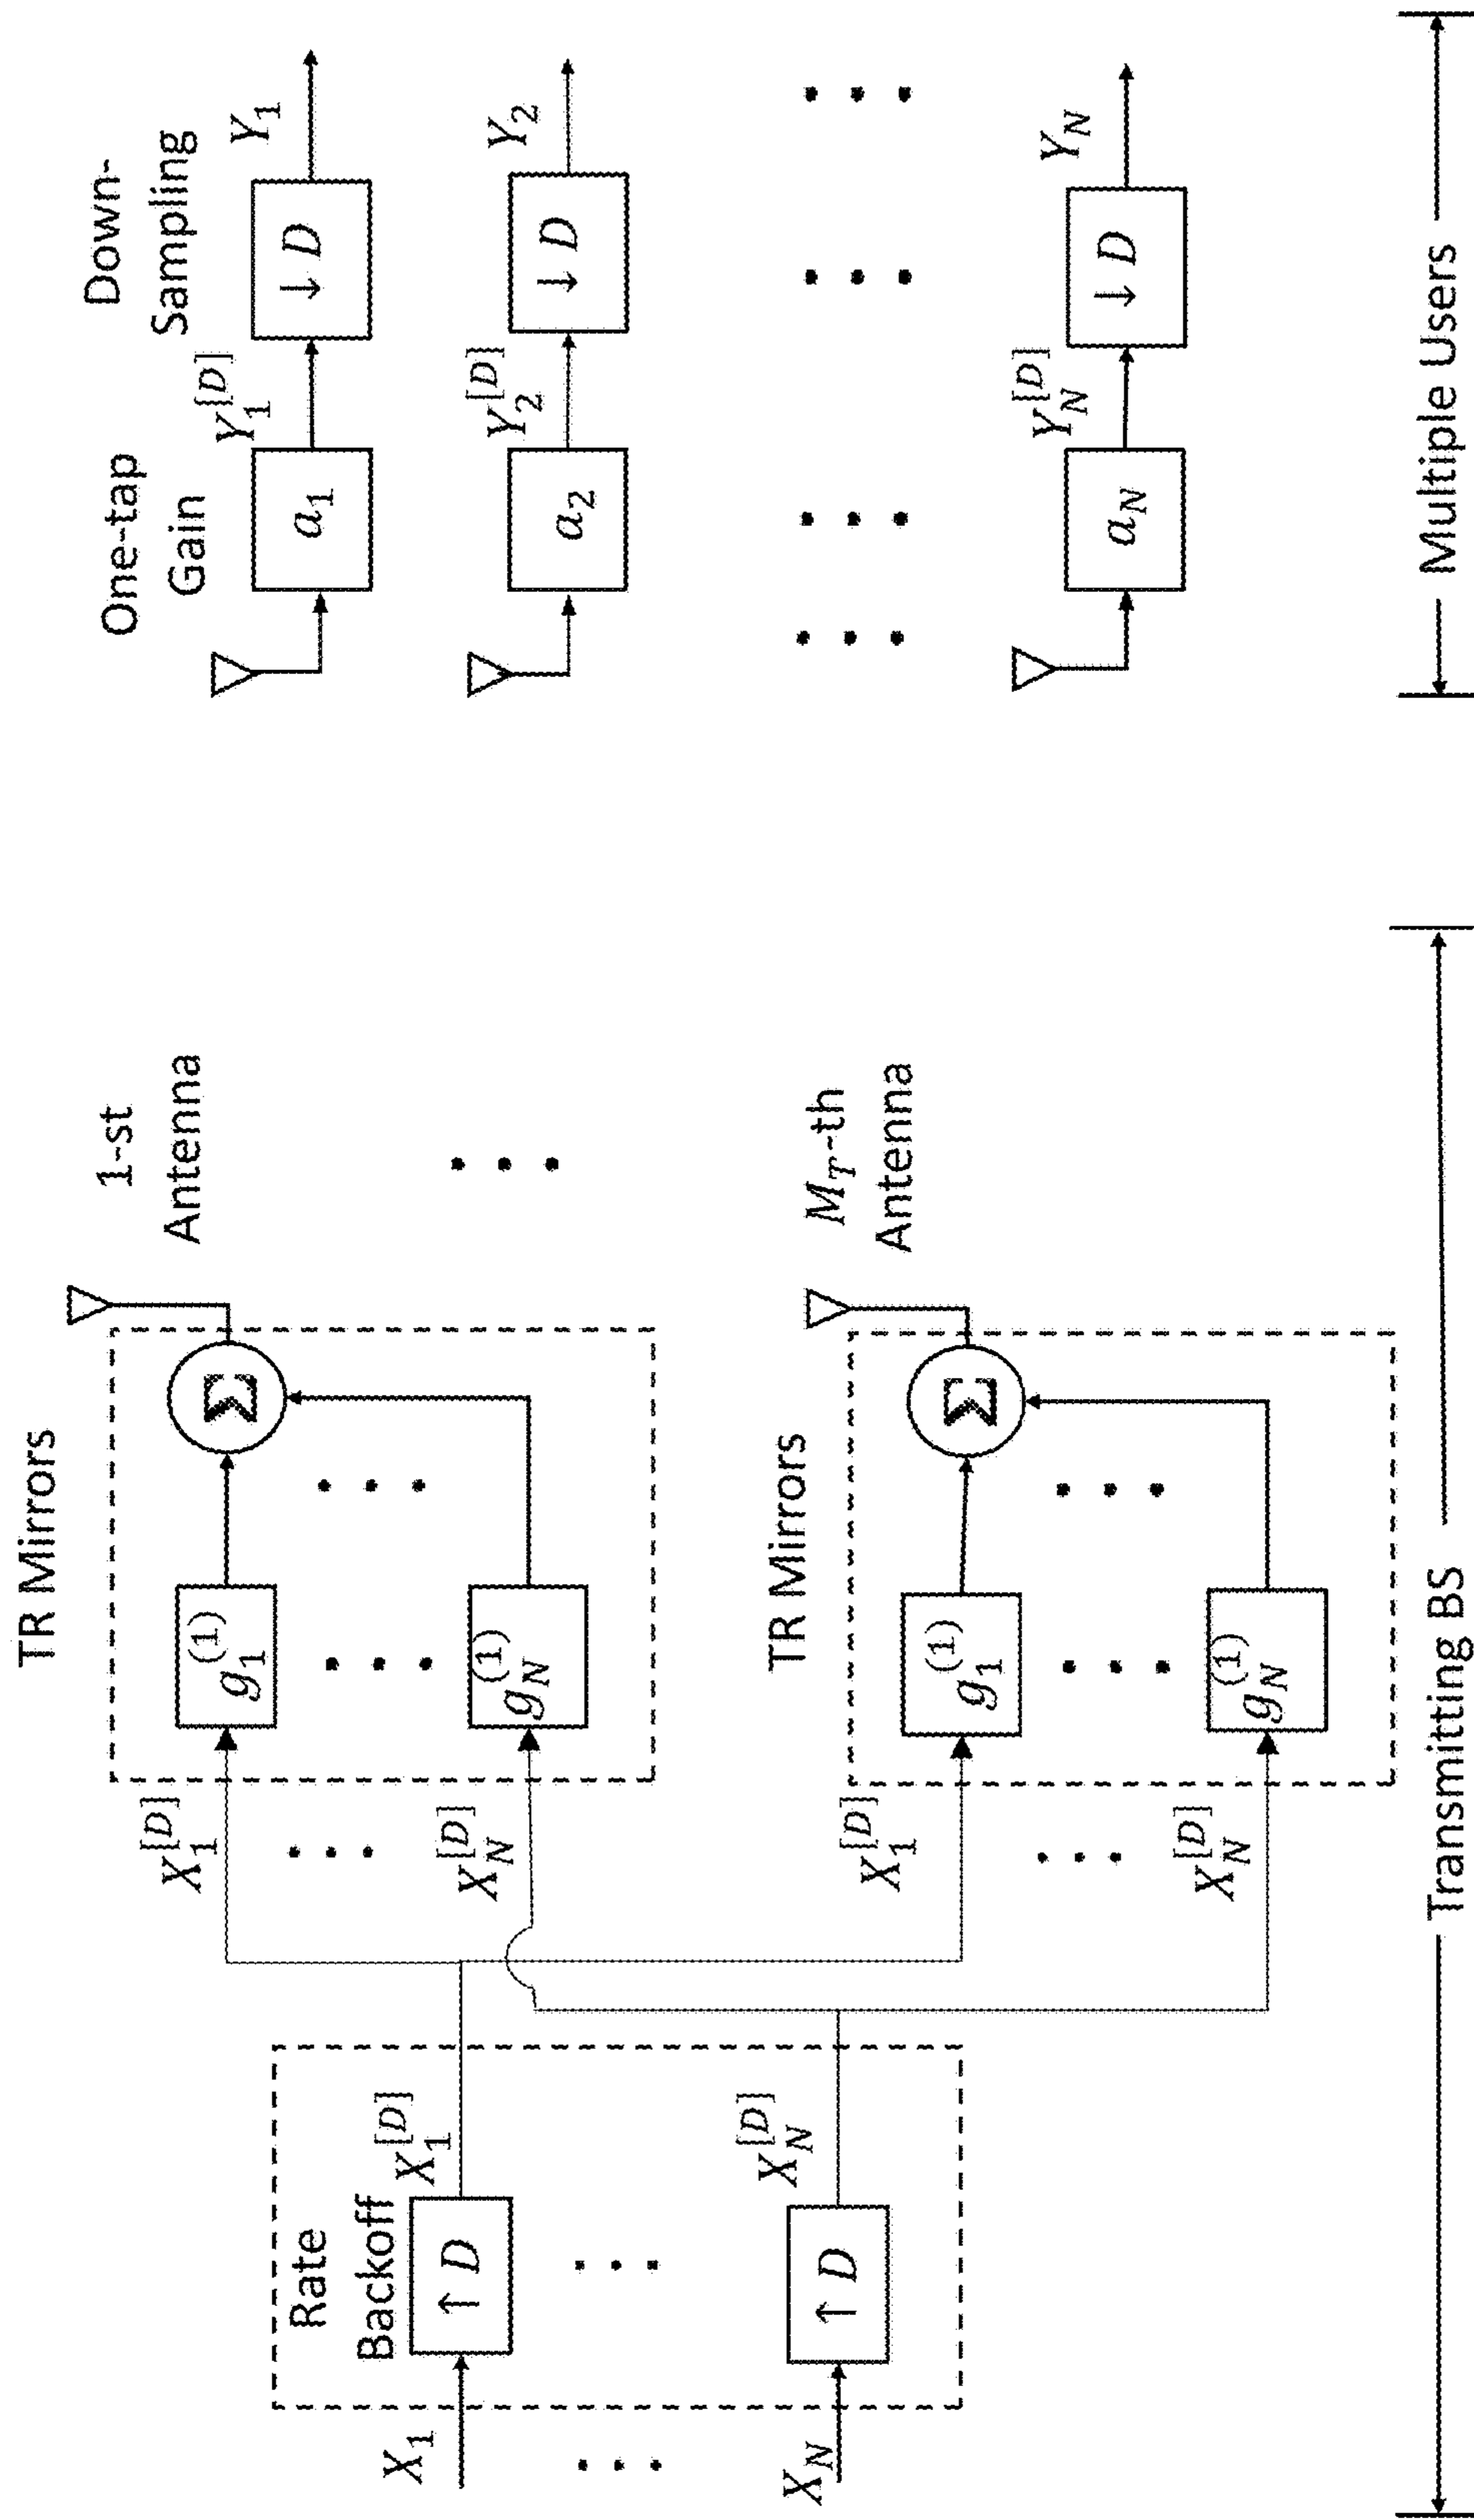 Rate
Backoff
X_1
↑ D
X_1^{[D]}
X_N
↑ D
X_N^{[D]}
TR Mirrors
X_1^{[D]}
g_1^{(1)}
Σ
X_N^{[D]}
g_N^{(1)}
1-st
Antenna
TR Mirrors
X_1^{[D]}
g_1^{(1)}
Σ
X_N^{[D]}
g_N^{(1)}
M_T-th
Antenna
Transmitting BS
One-tap
Gain
Down-
Sampling
a_1
Y_1^{[D]}
↓ D
Y_1
a_2
Y_2^{[D]}
↓ D
Y_2
a_N
Y_N^{[D]}
↓ D
Y_N
Multiple Users